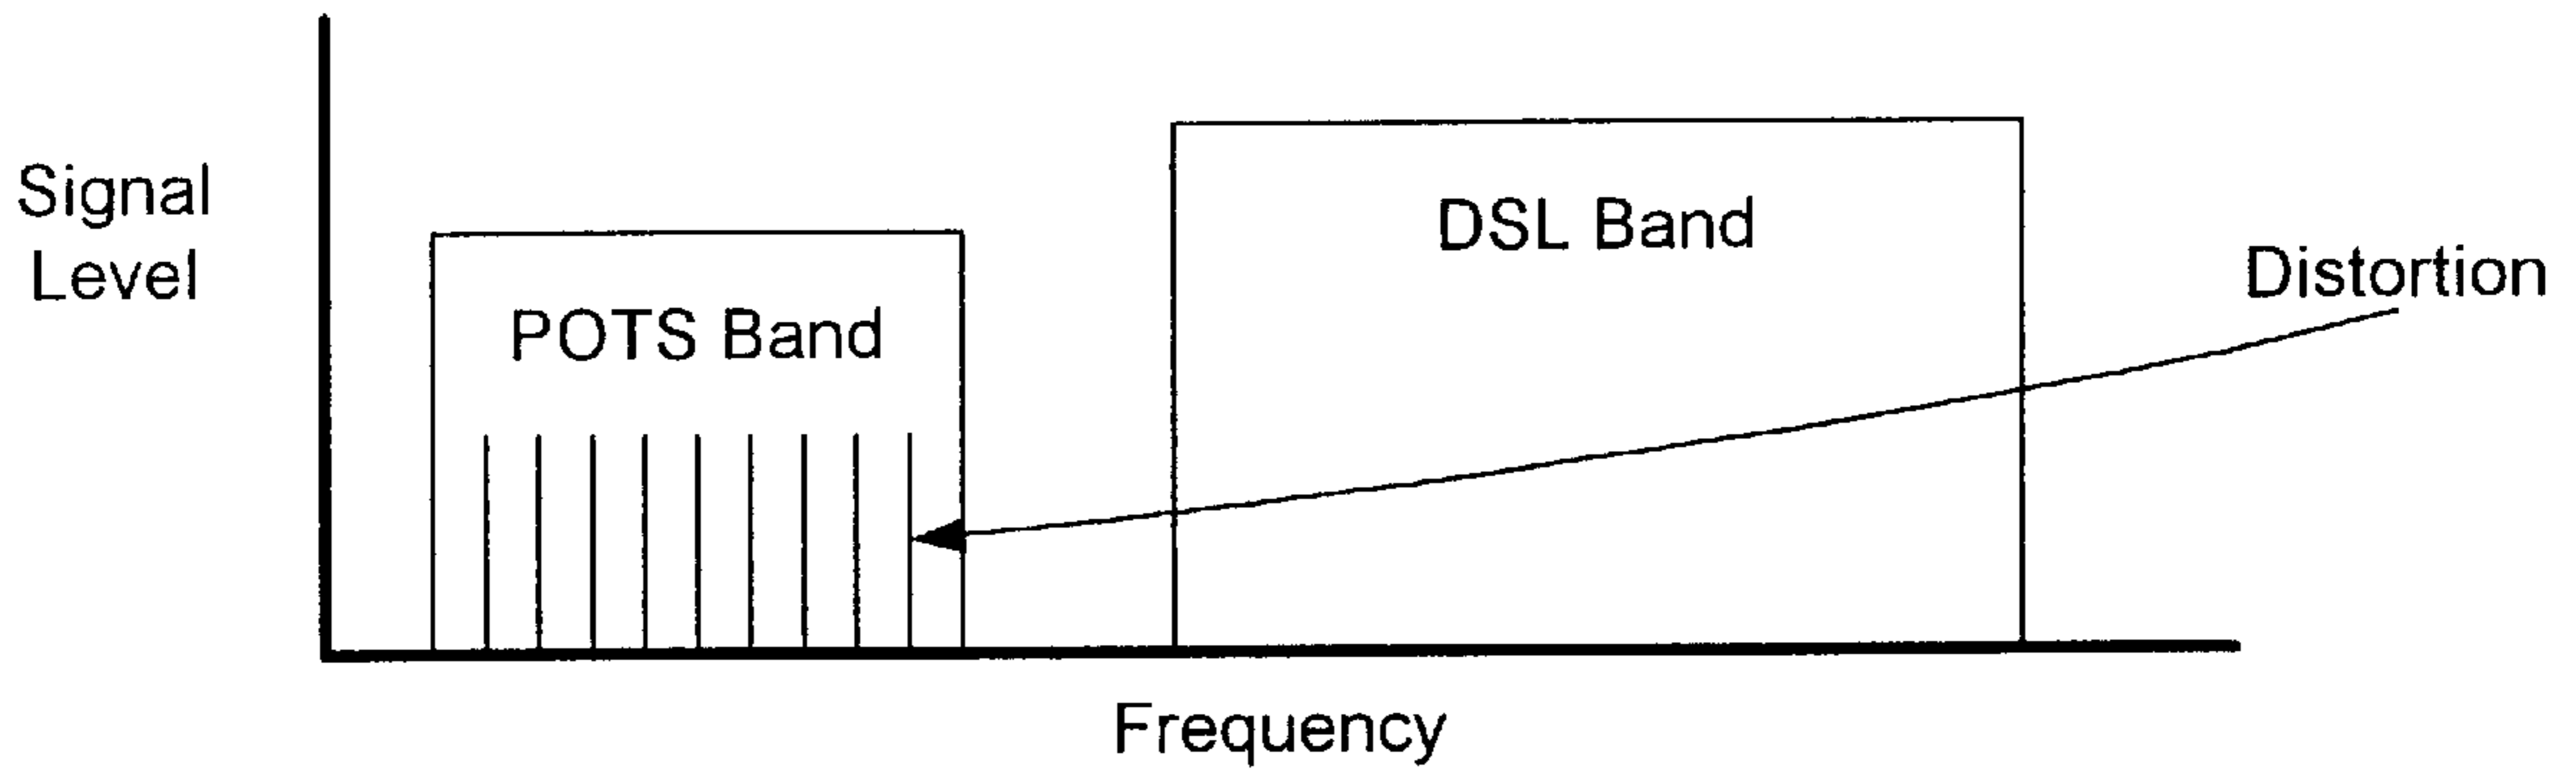 Signal
Level
POTS Band
DSL Band
Distortion
Frequency